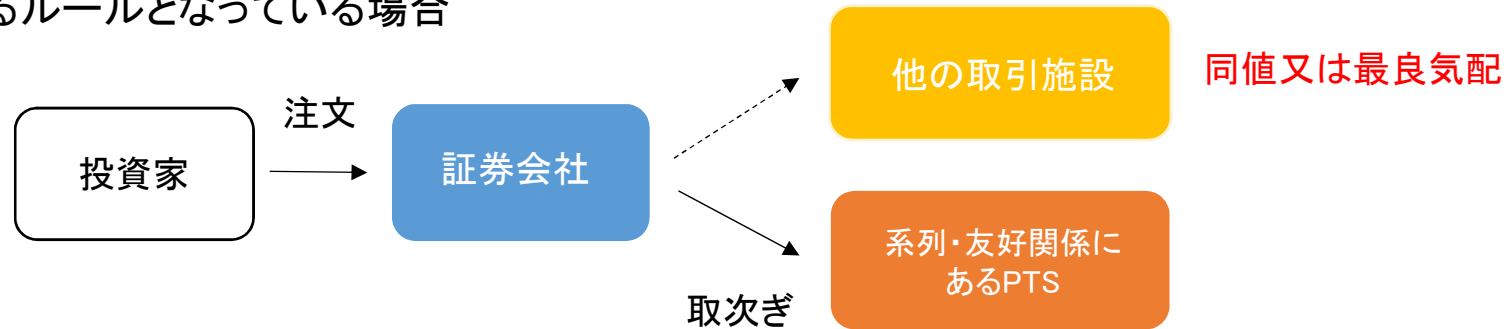 るルールとなっている場合
他の取引施設
同値又は最良気配
注文
投資家
証券会社
系列・友好関係に
あるPTS
取次ぎ